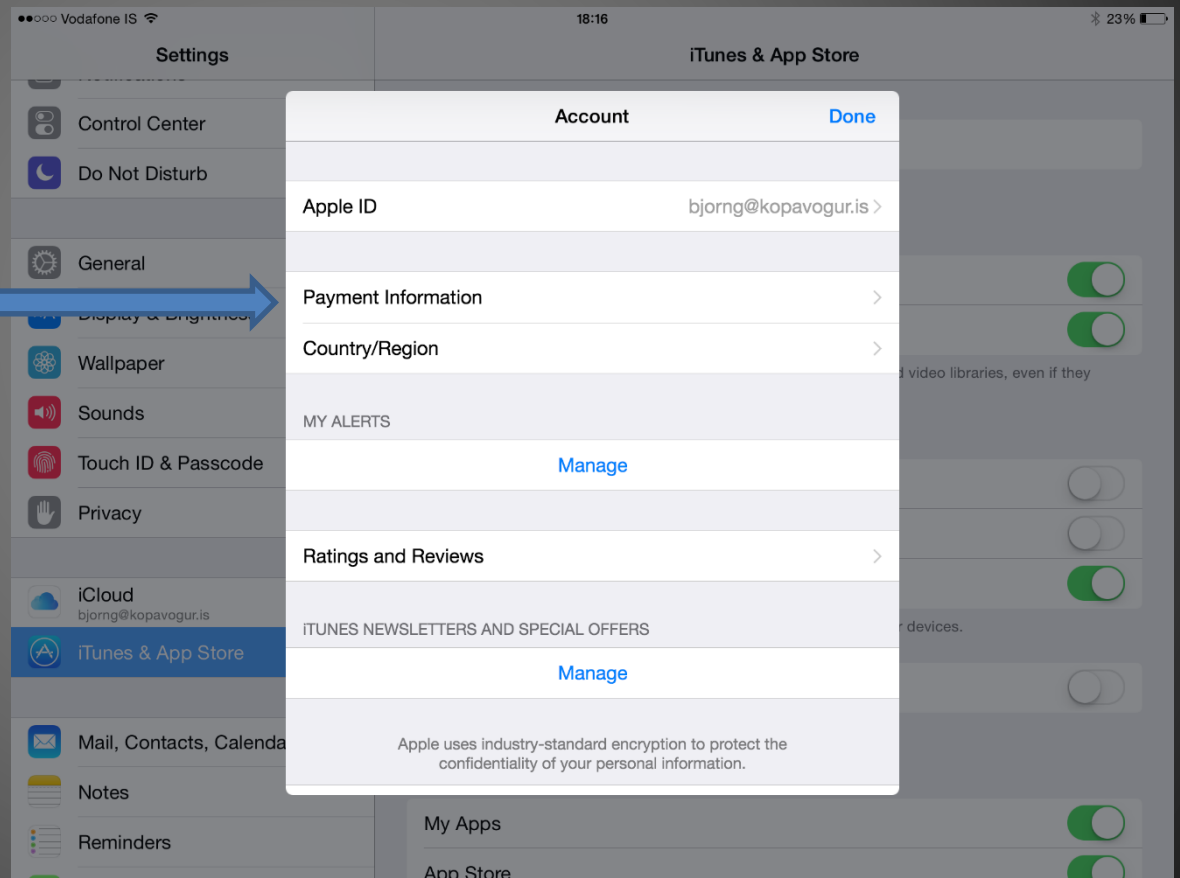 Vodafone IS
18:16
23%
Settings
iTunes & App Store
Control Center
Do Not Disturb
General
Display & Brightness
Wallpaper
Sounds
Touch ID & Passcode
Privacy
iCloud
bjorng@kopavogur.is
iTunes & App Store
Mail, Contacts, Calenda
Notes
Reminders
Account
Done
Apple ID
bjorng@kopavogur.is
Payment Information
Country/Region
MY ALERTS
Manage
Ratings and Reviews
iTUNES NEWSLETTERS AND SPECIAL OFFERS
Manage
Apple uses industry-standard encryption to protect the
confidentiality of your personal information.
video libraries, even if they
devices.
My Apps
App Store